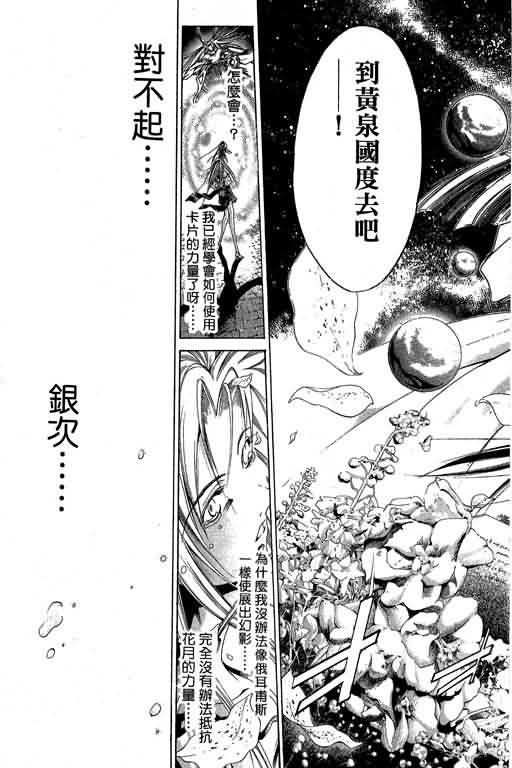 到黃泉國度去吧
——！
怎麼會…？
我已經學會如何使用
卡片的力量了呀……
為什麼我沒辦法像俄耳甫斯
一樣使展出幻影……
完全沒有辦法抵抗
花月的力量……
對不起……
銀次……